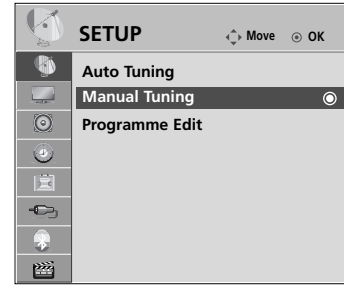 SETUP Move OK
Auto Tuning
Manual Tuning
Programme Edit